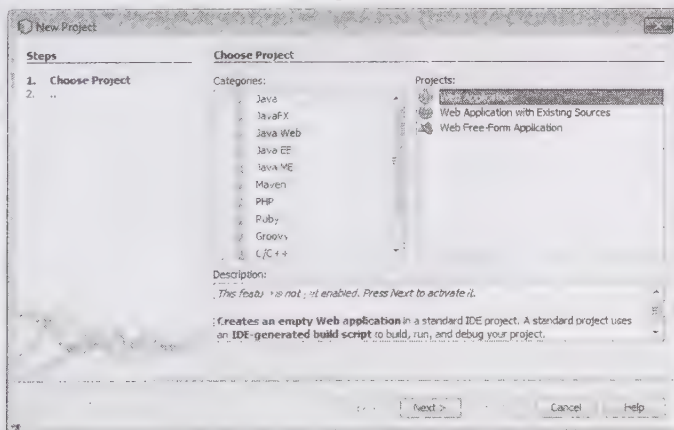 New Project
Steps
1. Choose Project
2. ..
Choose Project
Categories:
Java
JavaFX
Java Web
Java EE
Java ME
Maven
PHP
Ruby
Groovy
C/C++
Projects:
Web Application
Web Application with Existing Sources
Web Free-Form Application
Description:
This feature is not yet enabled. Press Next to activate it.
Creates an empty Web application in a standard IDE project. A standard project uses
an IDE-generated build script to build, run, and debug your project.
Next >
Cancel
Help